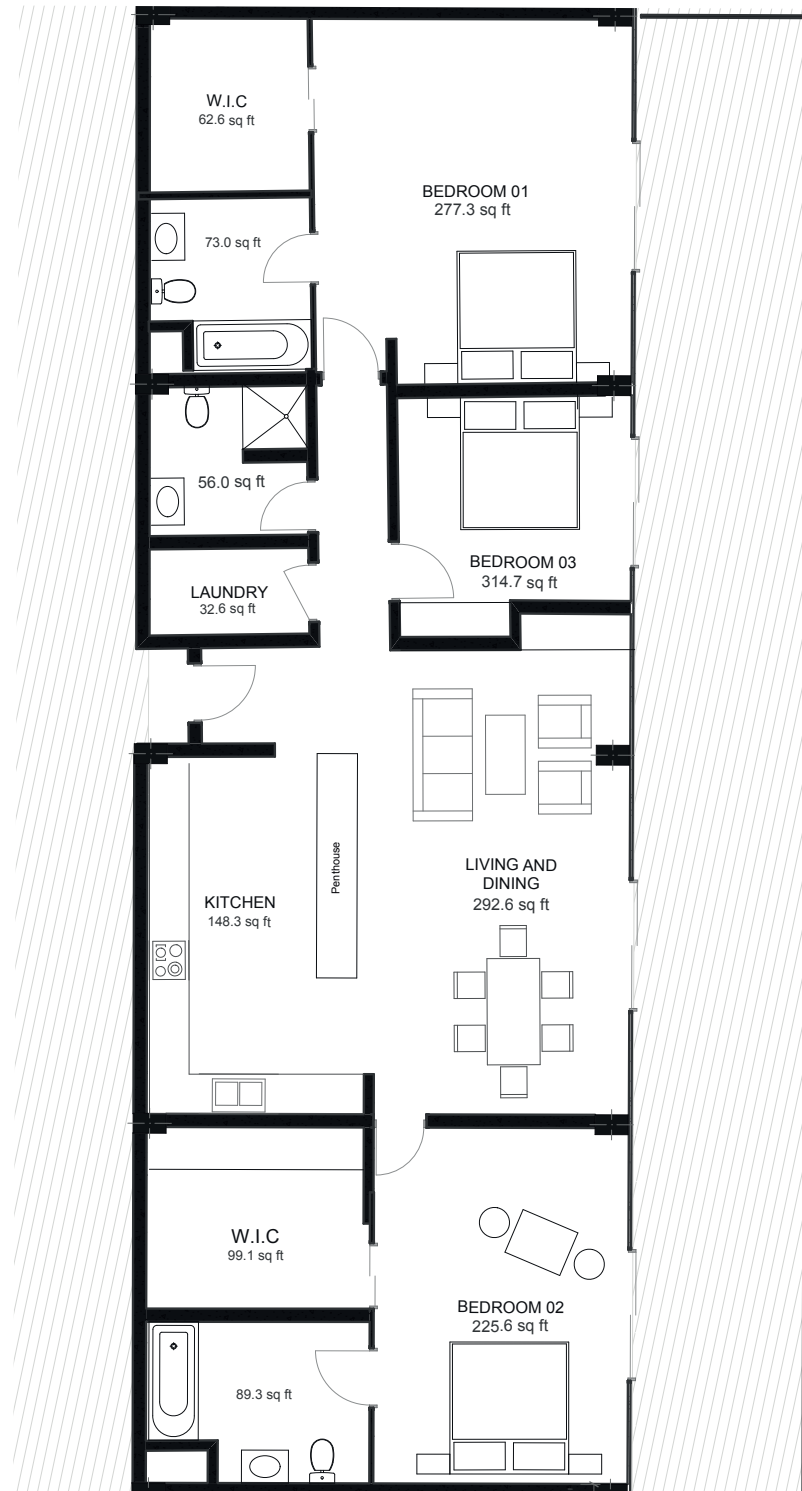 W.I.C
62.6 sq ft
BEDROOM 01
277.3 sq ft
73.0 sq ft
56.0 sq ft
BEDROOM 03
314.7 sq ft
LAUNDRY
32.6 sq ft
Penthouse
LIVING AND
DINING
292.6 sq ft
KITCHEN
148.3 sq ft
W.I.C
99.1 sq ft
BEDROOM 02
225.6 sq ft
89.3 sq ft